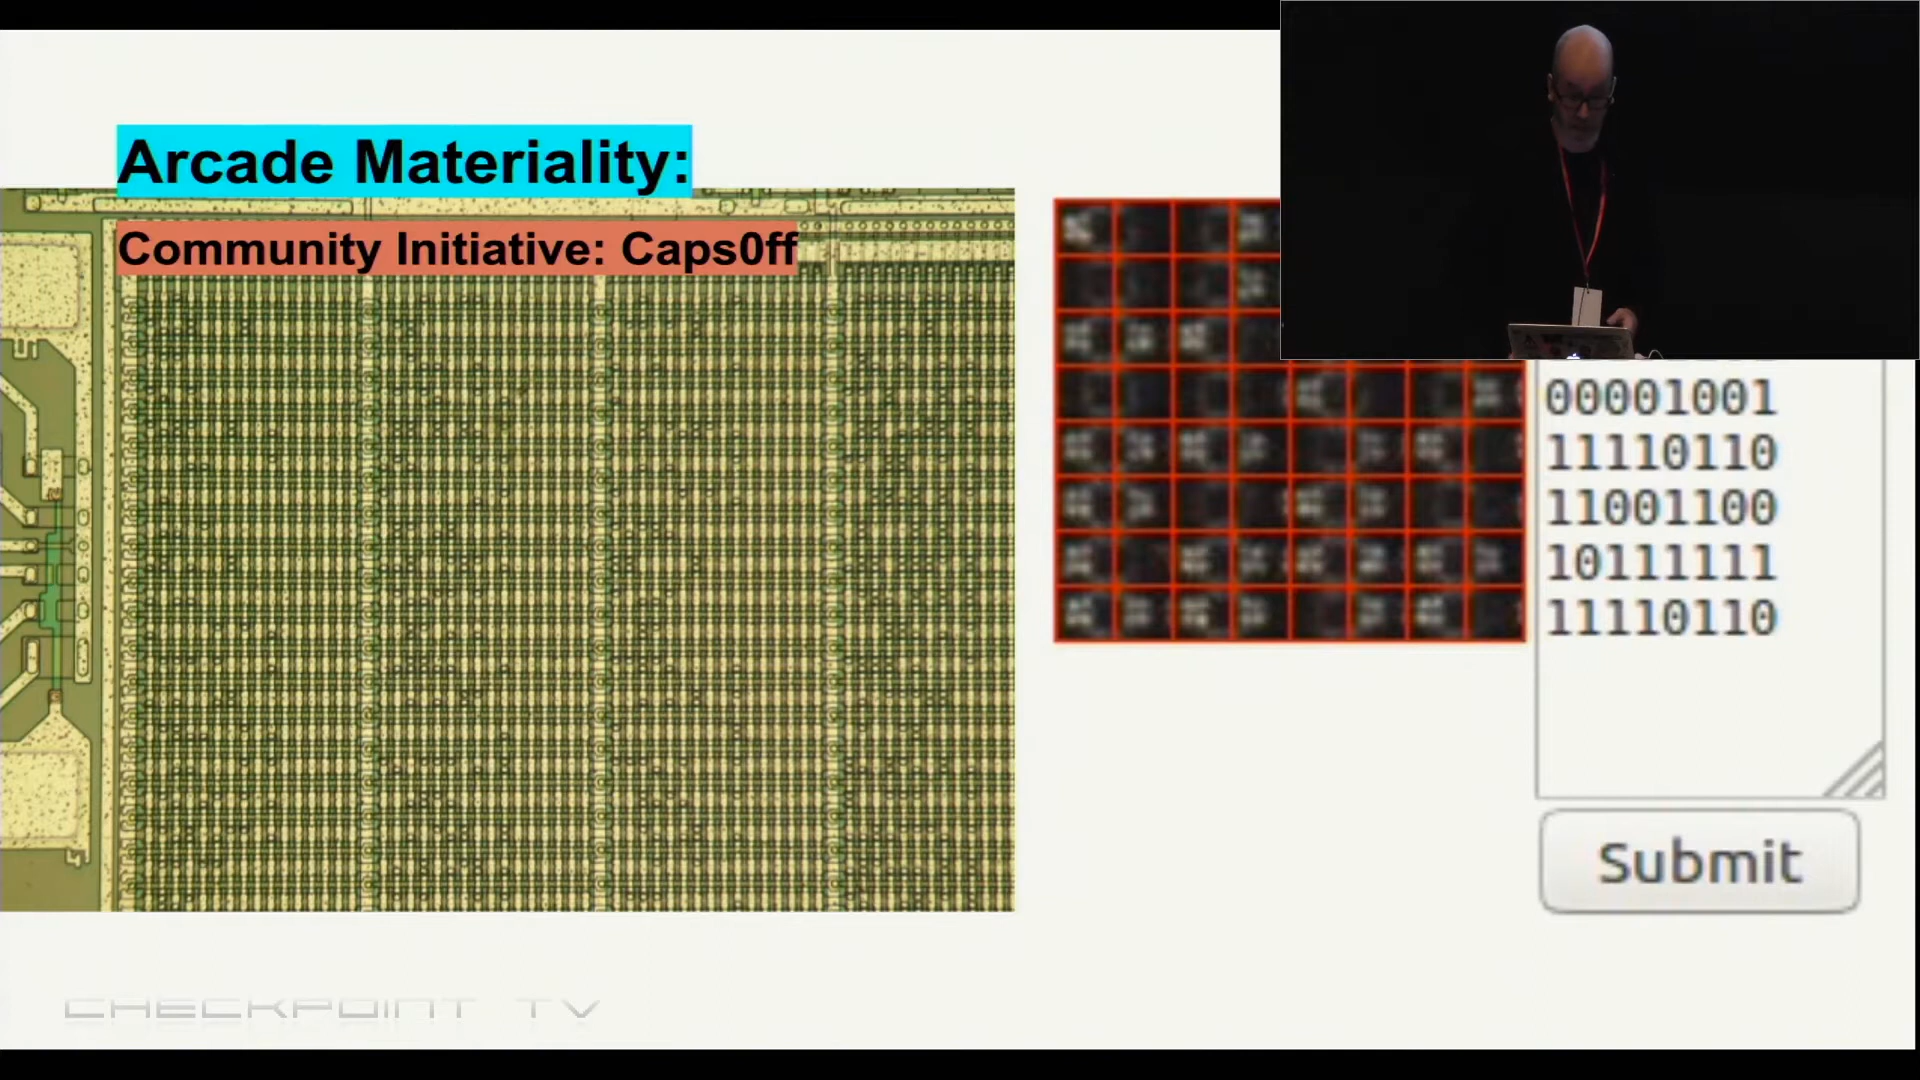 Arcade Materiality:
Community Initiative: Caps0ff
00001001
11110110
11001100
10111111
11110110
Submit
CHECKPOINT TV